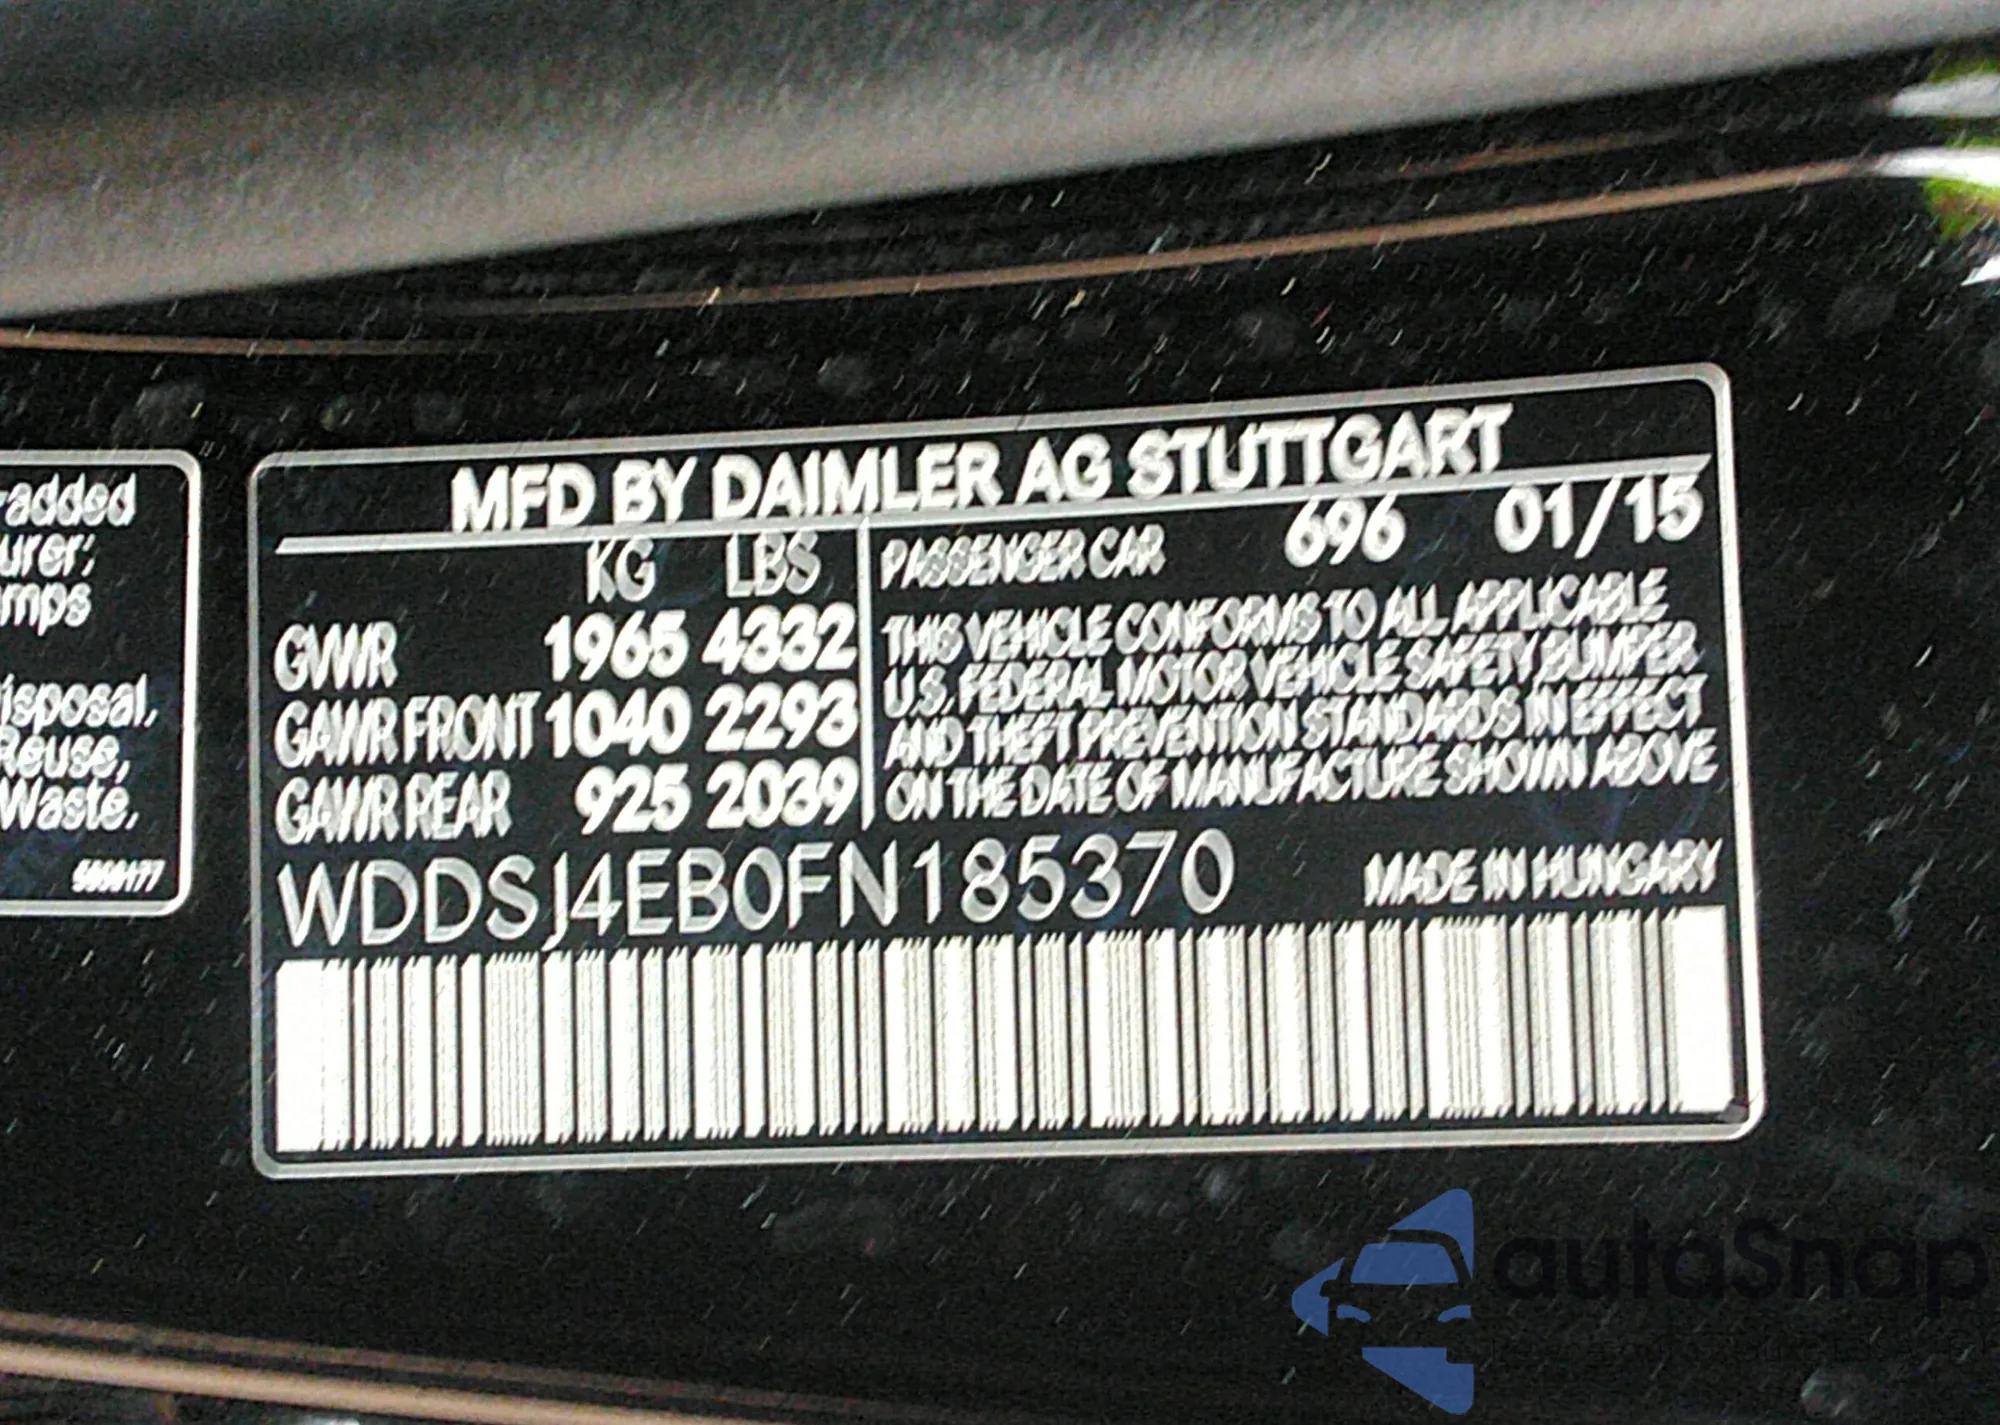 added
urer;
mps
isposal,
Reuse,
Waste.
MFD BY DAIMLER AG STUTTGART
KG LBS
GVWR 1965 4332
GAWR FRONT 1040 2293
GAWR REAR 925 2039
PASSENGER CAR 696 01/15
THIS VEHICLE CONFORMS TO ALL APPLICABLE
U.S. FEDERAL MOTOR VEHICLE SAFETY BUMPER
AND THEFT PREVENTION STANDARDS IN EFFECT
ON THE DATE OF MANUFACTURE SHOWN ABOVE
WDDSJ4EB0FN185370 MADE IN HUNGARY
autaSnap